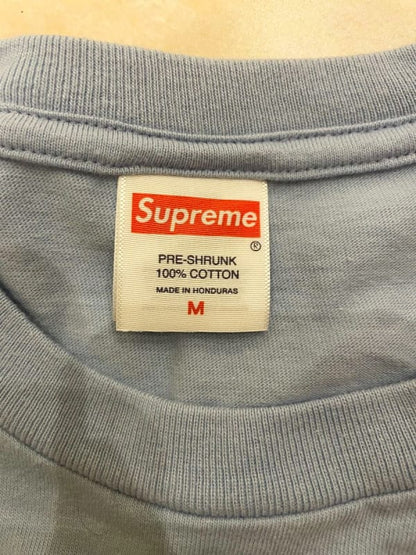 Supreme
®
PRE-SHRUNK
100% COTTON
MADE IN HONDURAS
M